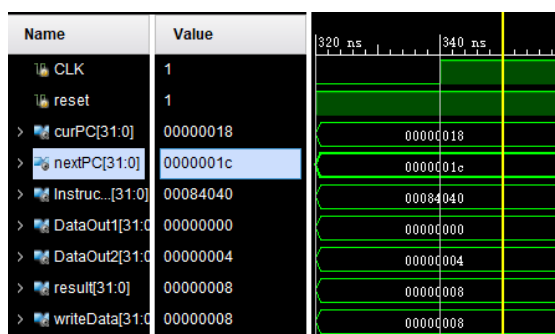 Name Value 320 ns 340 ns
CLK 1
reset 1
curPC[31:0] 00000018 00000018
nextPC[31:0] 0000001c 0000001c
Instruc...[31:0] 00084040 00084040
DataOut1[31:0 00000000 00000000
DataOut2[31:0 00000004 00000004
result[31:0] 00000008 00000008
writeData[31:0 00000008 00000008